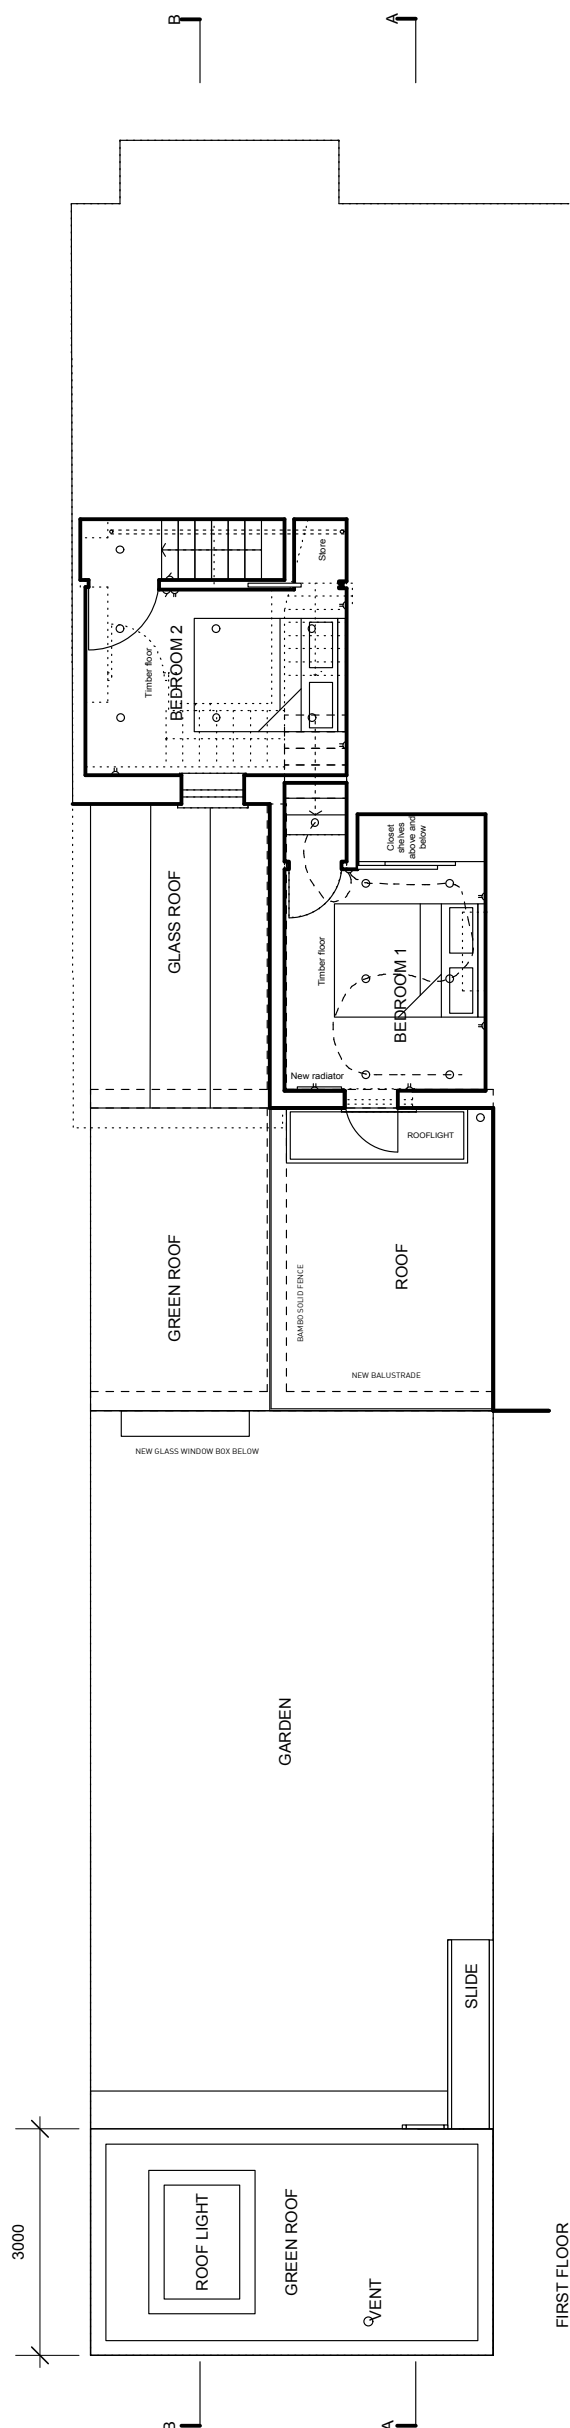 B
A
Store
Timber floor
BEDROOM 2
Closet
shelves
above and
below
GLASS ROOF
Timber floor
BEDROOM 1
New radiator
ROOFLIGHT
GREEN ROOF
BAMBO SOLID FENCE
ROOF
NEW BALUSTRADE
NEW GLASS WINDOW BOX BELOW
GARDEN
SLIDE
3000
ROOF LIGHT
GREEN ROOF
VENT
FIRST FLOOR
B
A